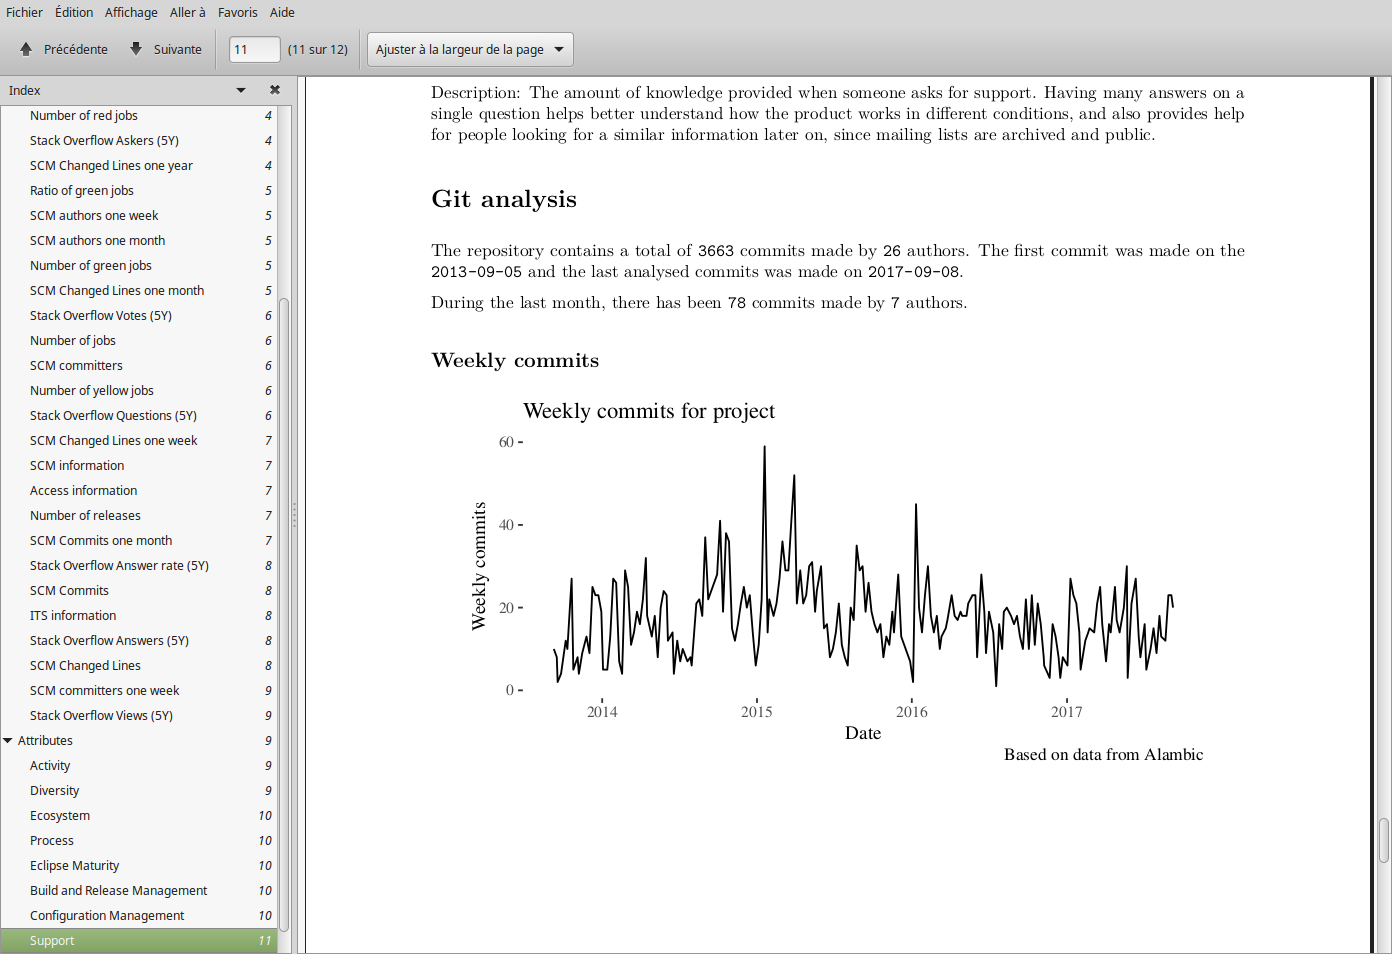 Fichier Édition Affichage Aller à Favoris Aide
Précédente Suivante 11 (11 sur 12) Ajuster à la largeur de la page
Index
Number of red jobs 4
Stack Overflow Askers (5Y) 4
SCM Changed Lines one year 4
Ratio of green jobs 5
SCM authors one week 5
SCM authors one month 5
Number of green jobs 5
SCM Changed Lines one month 5
Stack Overflow Votes (5Y) 6
Number of jobs 6
SCM committers 6
Number of yellow jobs 6
Stack Overflow Questions (5Y) 6
SCM Changed Lines one week 7
SCM information 7
Access information 7
Number of releases 7
SCM Commits one month 7
Stack Overflow Answer rate (5Y) 8
SCM Commits 8
ITS information 8
Stack Overflow Answers (5Y) 8
SCM Changed Lines 8
SCM committers one week 9
Stack Overflow Views (5Y) 9
Attributes 9
Activity 9
Diversity 9
Ecosystem 10
Process 10
Eclipse Maturity 10
Build and Release Management 10
Configuration Management 10
Support 11
Description: The amount of knowledge provided when someone asks for support. Having many answers on a
single question helps better understand how the product works in different conditions, and also provides help
for people looking for a similar information later on, since mailing lists are archived and public.
Git analysis
The repository contains a total of 3663 commits made by 26 authors. The first commit was made on the
2013-09-05 and the last analysed commits was made on 2017-09-08.
During the last month, there has been 78 commits made by 7 authors.
Weekly commits
Weekly commits for project
60
40
20
0
Weekly commits
2014 2015 2016 2017
Date
Based on data from Alambic